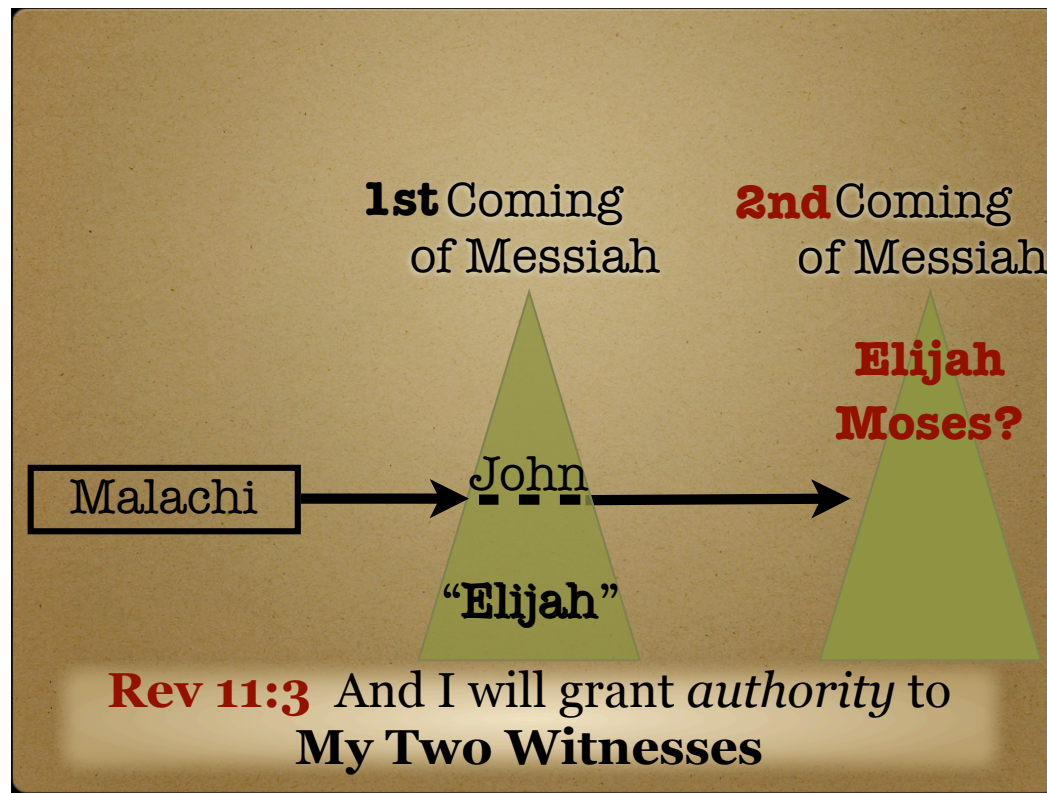 1st Coming
of Messiah
2nd Coming
of Messiah
Elijah
Moses?
Malachi
John
“Elijah”
Rev 11:3 And I will grant authority to
My Two Witnesses